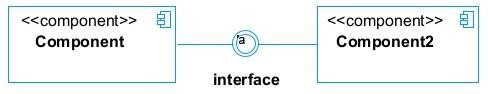 <<component>>
Component
a
interface
<<component>>
Component2